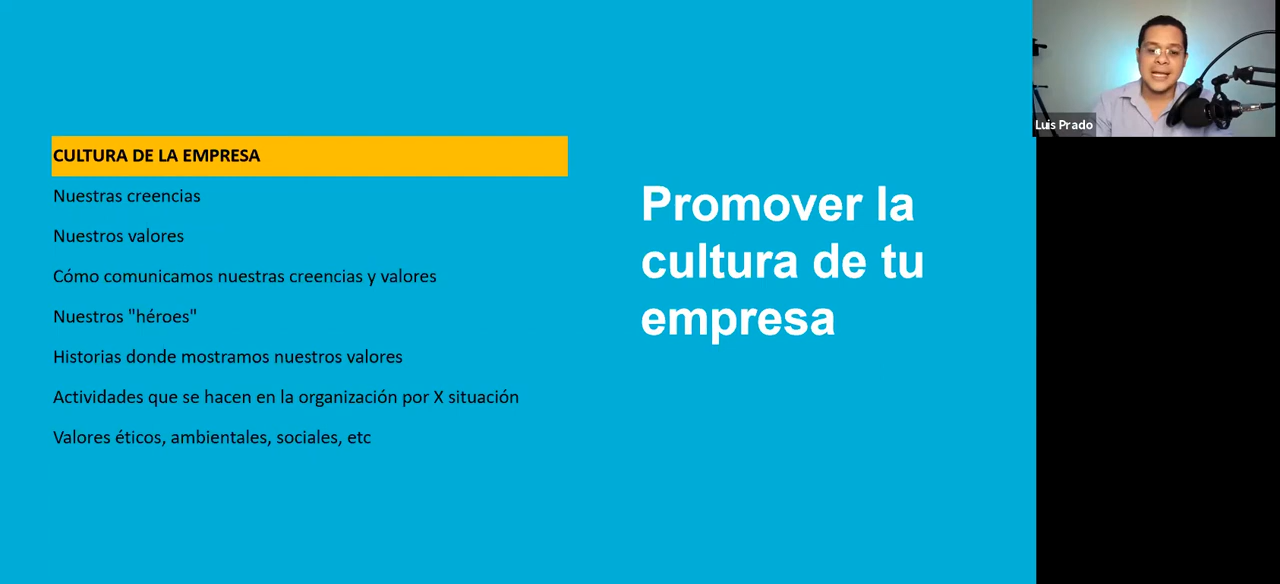 CULTURA DE LA EMPRESA
Nuestras creencias
Nuestros valores
Cómo comunicamos nuestras creencias y valores
Nuestros "héroes"
Historias donde mostramos nuestros valores
Actividades que se hacen en la organización por X situación
Valores éticos, ambientales, sociales, etc
Promover la
cultura de tu
empresa
Luis Prado